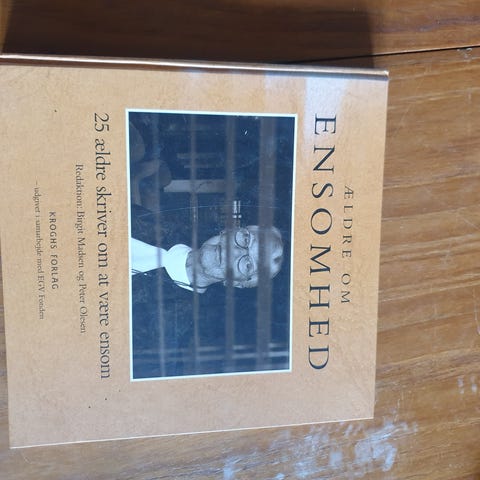 ÆLDRE OM
ENSOMHED
25 ældre skriver om at være ensom
Redaktion: Birgit Madsen og Peter Olesen
KROGHS FORLAG
udgivet i samarbejde med EGV Fonden